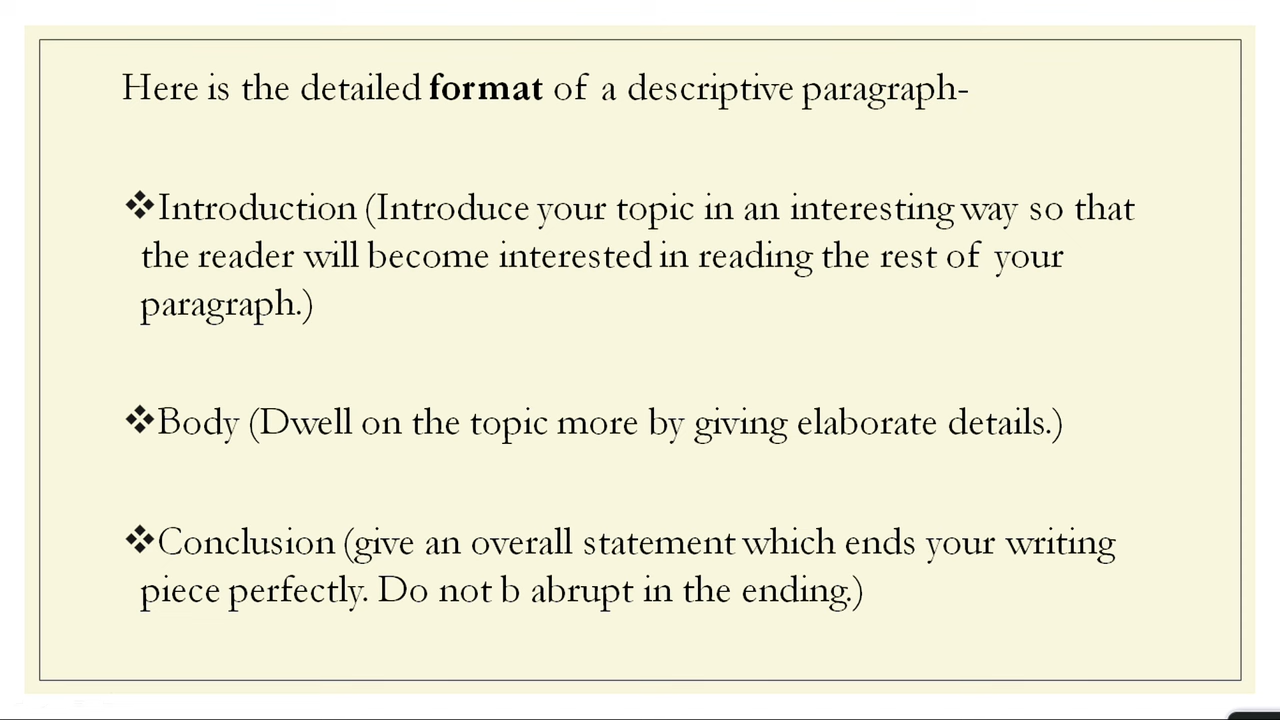 Here is the detailed format of a descriptive paragraph-
❖Introduction (Introduce your topic in an interesting way so that
the reader will become interested in reading the rest of your
paragraph.)
❖Body (Dwell on the topic more by giving elaborate details.)
❖Conclusion (give an overall statement which ends your writing
piece perfectly. Do not b abrupt in the ending.)